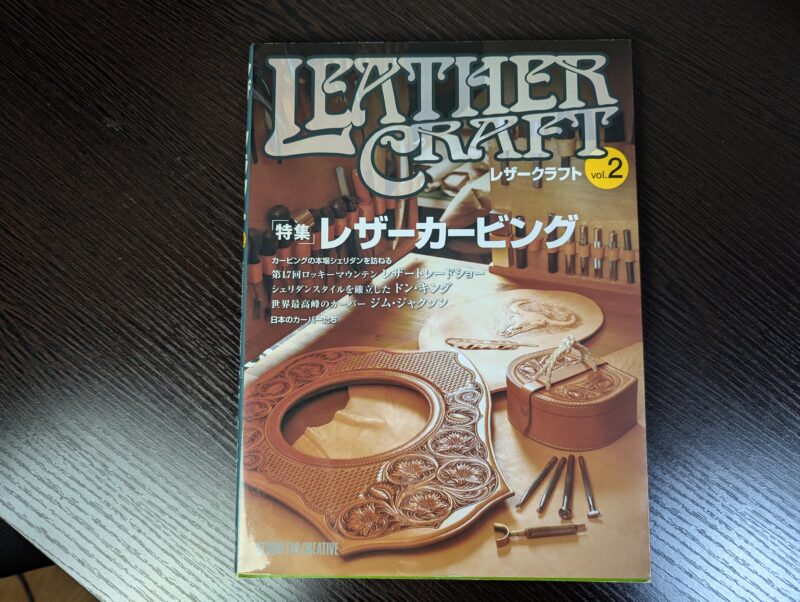 LEATHER
CRAFT
レザークラフト vol.2
「特集」レザーカービング
カービングの本場シェリダンを訪ねる
第17回ロッキーマウンテン レザートレードショー
シェリダンスタイルを確立した ドン・キング
世界最高峰のカーバー ジム・ジャクソン
日本のカーバーたち
STUDIO TAC CREATIVE